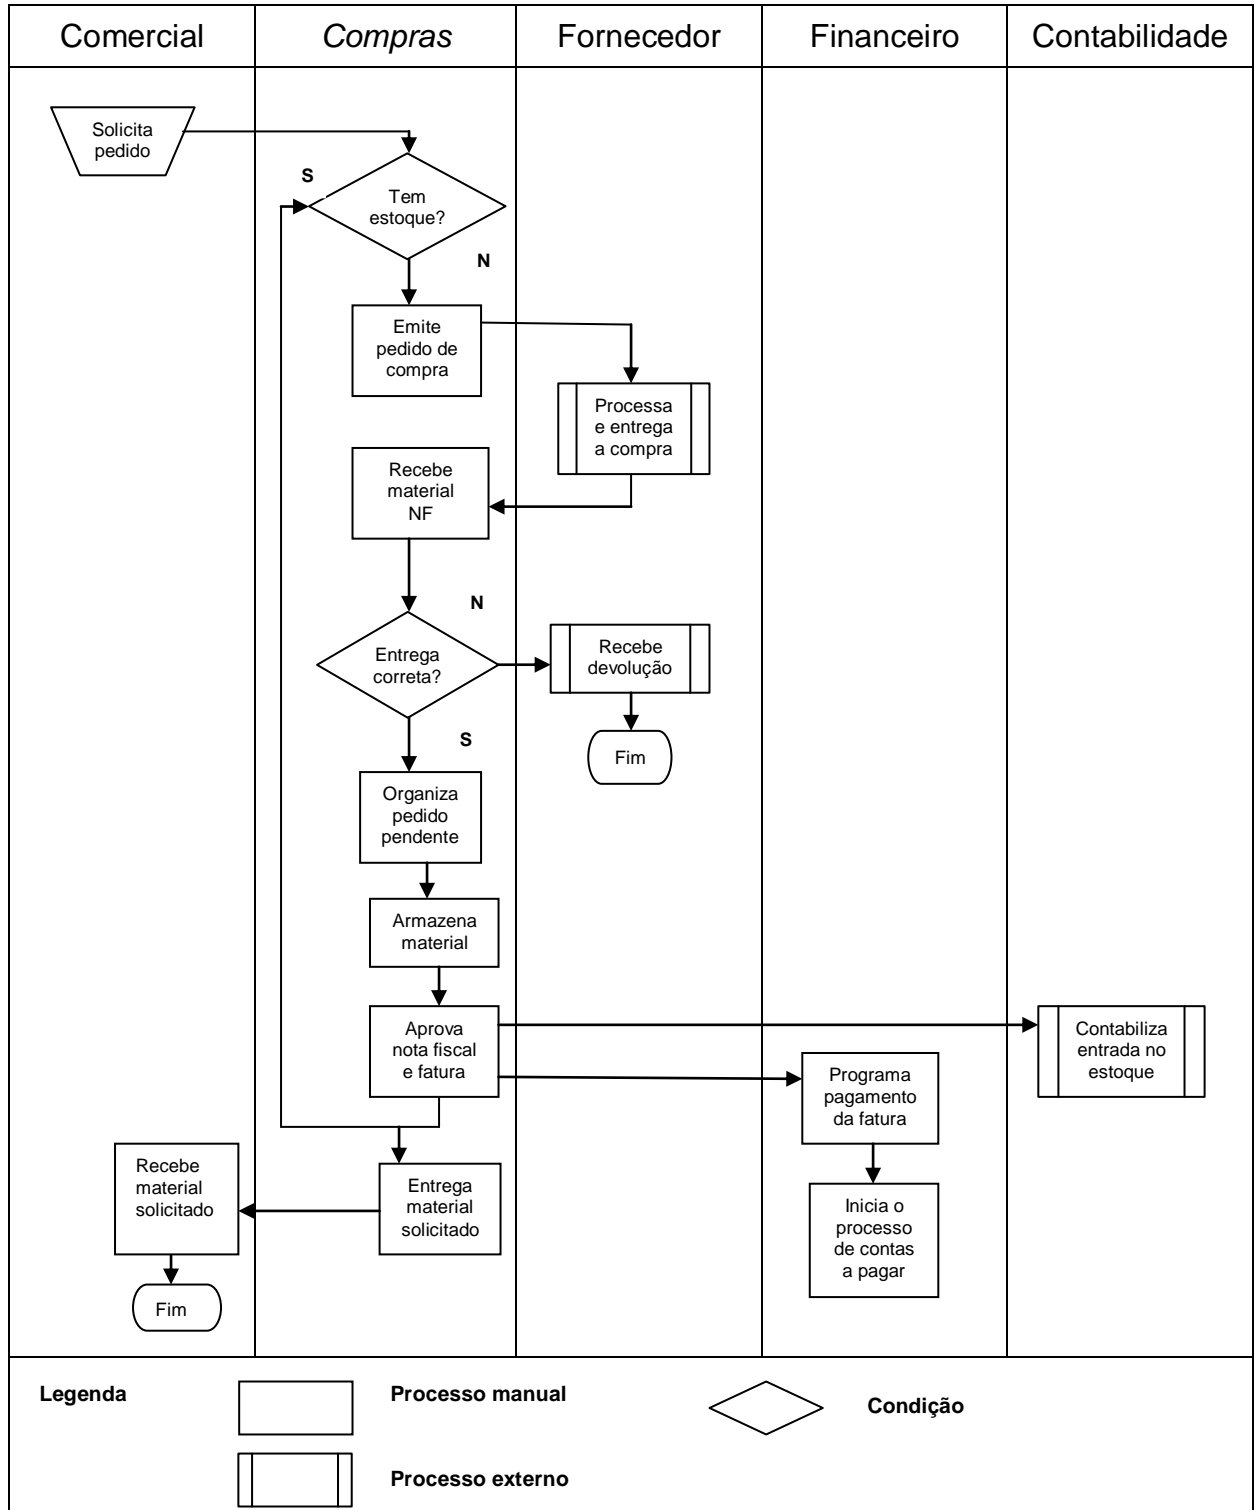 Comercial
Compras
Fornecedor
Financeiro
Contabilidade
Solicita
pedido
S
Tem
estoque?
N
Emite
pedido de
compra
Processa
e entrega
a compra
Recebe
material
NF
N
Entrega
correta?
Recebe
devolução
S
Fim
Organiza
pedido
pendente
Armazena
material
Aprova
nota fiscal
e fatura
Contabiliza
entrada no
estoque
Programa
pagamento
da fatura
Recebe
material
solicitado
Entrega
material
solicitado
Inicia o
processo
de contas
a pagar
Fim
Legenda
Processo manual
Condição
Processo externo